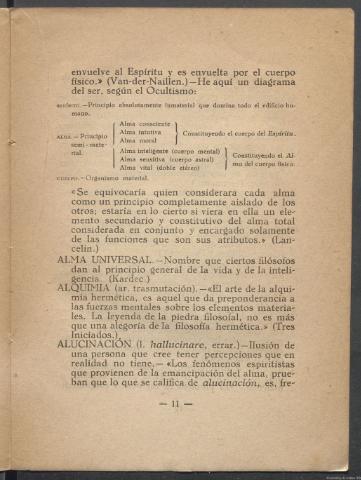 envuelve al Espíritu y es envuelta por el cuerpo
físico.» (Van-der-Naillen.)—He aquí un diagrama
del ser, según el Ocultismo:
ESPÍRITU.—Principio absolutamente inmaterial que domina todo el edificio hu-
mano.
ALMA.—Principio
semi-mate-
rial.
Alma consciente
Alma intuitiva
Alma moral
Constituyendo el cuerpo del Espíritu.
Alma inteligente (cuerpo mental)
Alma sensitiva (cuerpo astral)
Alma vital (doble etéreo)
Constituyendo el Al-
ma del cuerpo físico.
CUERPO.—Organismo material.
«Se equivocaría quien considerara cada alma
como un principio completamente aislado de los
otros; estaría en lo cierto si viera en ella un ele-
mento secundario y constitutivo del alma total
considerada en conjunto y encargado solamente
de las funciones que son sus atributos.» (Lan-
celin.)
ALMA UNIVERSAL.—Nombre que ciertos filósofos
dan al principio general de la vida y de la inteli-
gencia. (Kardec.)
ALQUIMIA (ar. trasmutación).—«El arte de la alqui-
mia hermética, es aquel que da preponderancia a
las fuerzas mentales sobre los elementos materia-
les. La leyenda de la piedra filosofal, no es más
que una alegoría de la filosofía hermética.» (Tres
Iniciados.)
ALUCINACIÓN (l. hallucinare, errar.)—Ilusión de
una persona que cree tener percepciones que en
realidad no tiene.—«Los fenómenos espiritistas
que provienen de la emancipación del alma, prue-
ban que lo que se califica de alucinación, es, fre-
— 11 —